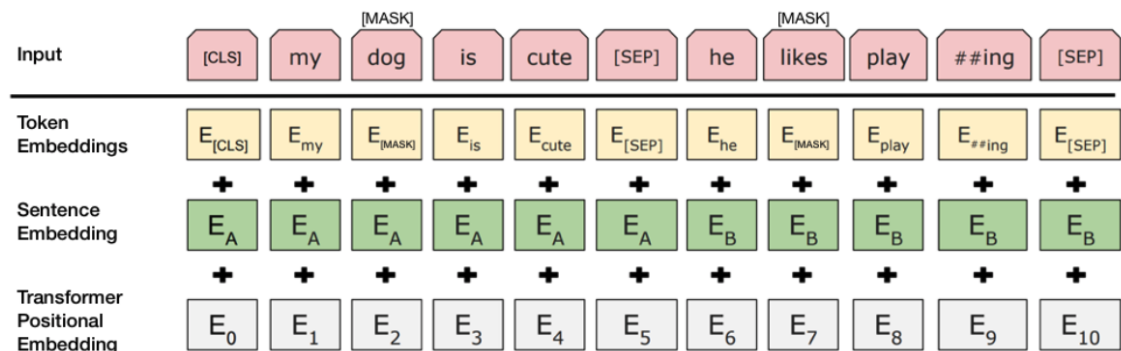 [MASK] [MASK]
Input [CLS] my dog is cute [SEP] he likes play ##ing [SEP]
Token
Embeddings
E[CLS] Emy E[MASK] Eis Ecute E[SEP] Ehe E[MASK] Eplay E##ing E[SEP]
+ + + + + + + + + + +
Sentence
Embedding
EA EA EA EA EA EA EB EB EB EB EB
+ + + + + + + + + + +
Transformer
Positional
Embedding
E0 E1 E2 E3 E4 E5 E6 E7 E8 E9 E10